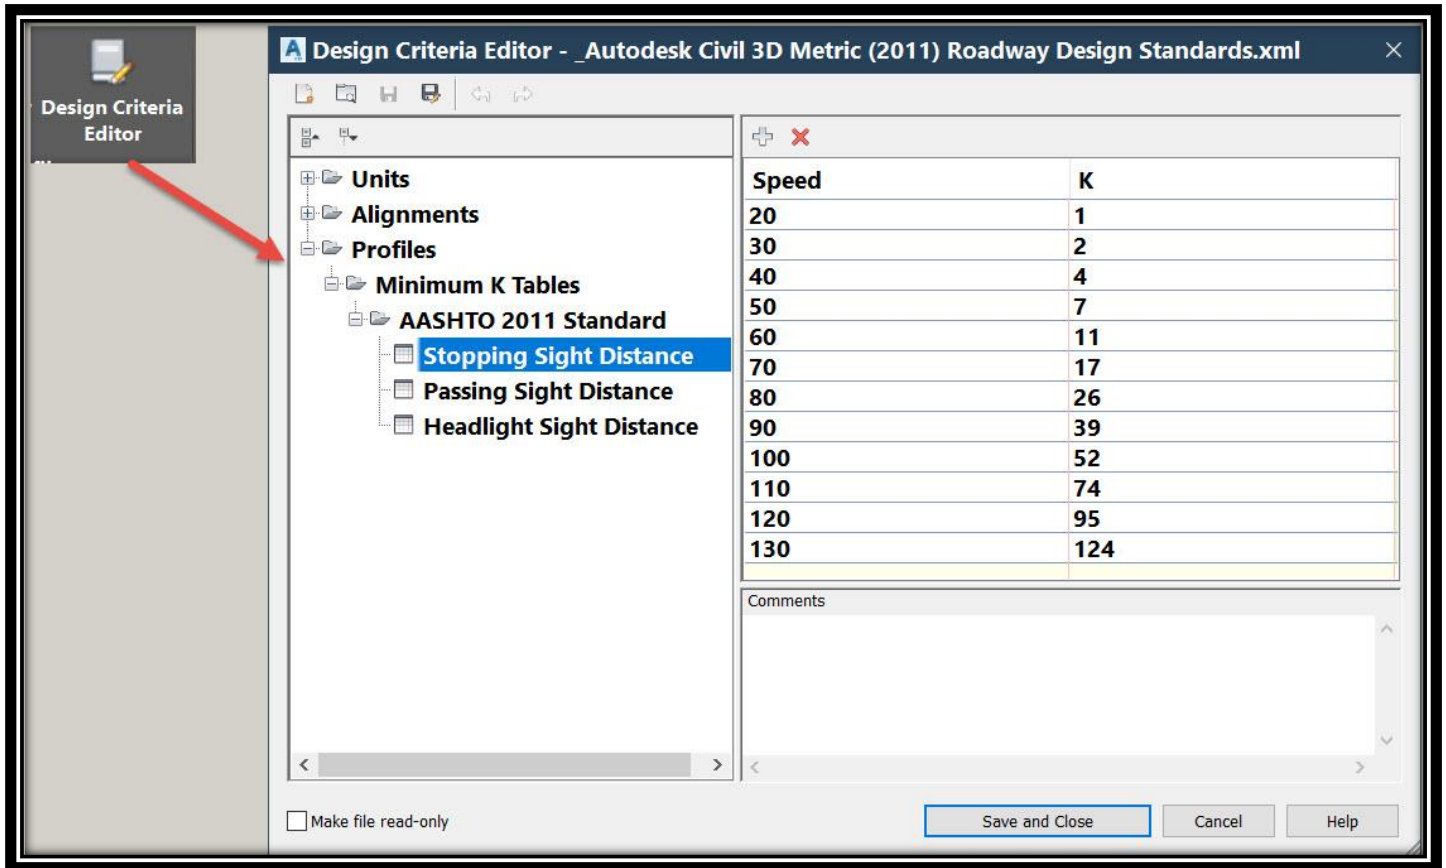 Design Criteria
Editor
Design Criteria Editor - _Autodesk Civil 3D Metric (2011) Roadway Design Standards.xml
Units
Alignments
Profiles
Minimum K Tables
AASHTO 2011 Standard
Stopping Sight Distance
Passing Sight Distance
Headlight Sight Distance
Speed K
20 1
30 2
40 4
50 7
60 11
70 17
80 26
90 39
100 52
110 74
120 95
130 124
Comments
Make file read-only
Save and Close Cancel Help